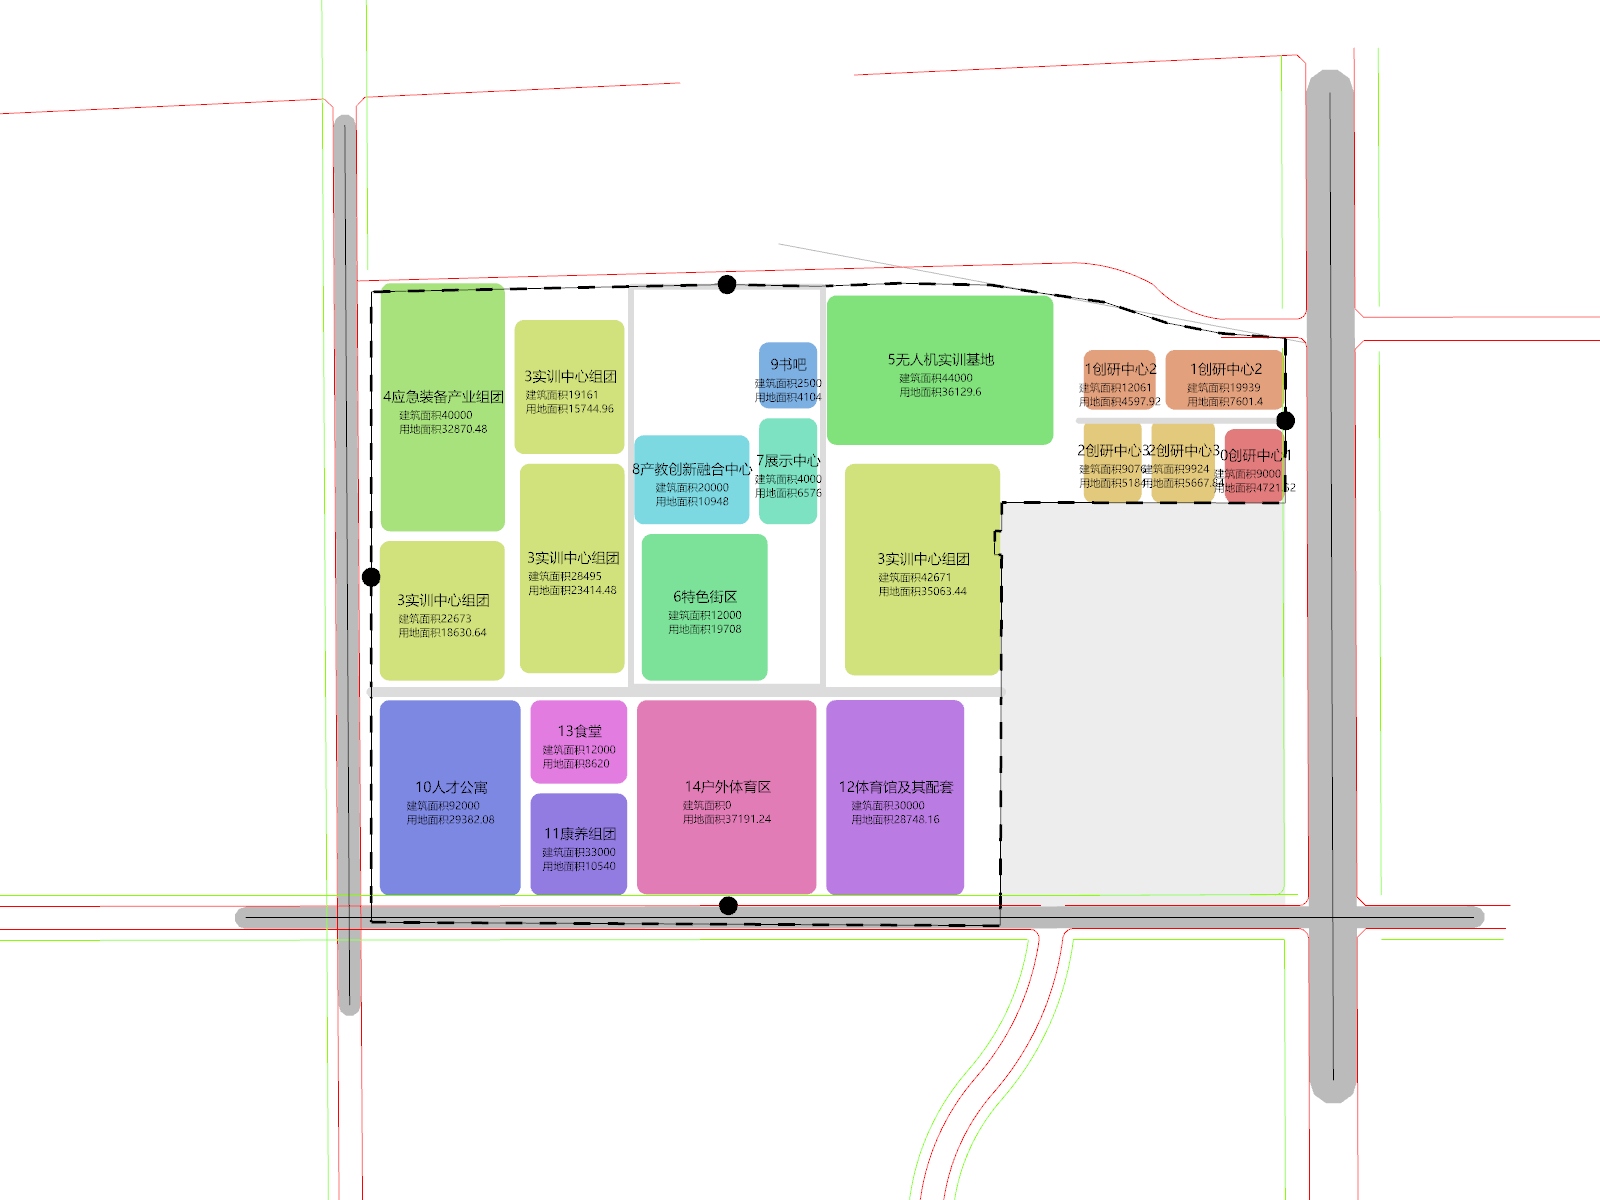 4应急装备产业组团
建筑面积40000
用地面积32870.48
3实训中心组团
建筑面积19161
用地面积15744.96
9书吧
建筑面积2500
用地面积4104
5无人机实训基地
建筑面积44000
用地面积36129.6
1创研中心2
建筑面积12061
用地面积4597.92
1创研中心2
建筑面积19939
用地面积7601.4
8产教创新融合中心
建筑面积20000
用地面积10948
7展示中心
建筑面积4000
用地面积6576
2创研中心3
建筑面积9076
用地面积5184
2创研中心3
建筑面积9924
用地面积5667.84
0创研中心1
建筑面积9000
用地面积4721.52
3实训中心组团
建筑面积22673
用地面积18630.64
3实训中心组团
建筑面积28495
用地面积23414.48
6特色街区
建筑面积12000
用地面积19708
3实训中心组团
建筑面积42671
用地面积35063.44
10人才公寓
建筑面积92000
用地面积29382.08
13食堂
建筑面积12000
用地面积8620
11康养组团
建筑面积33000
用地面积10540
14户外体育区
建筑面积0
用地面积37191.24
12体育馆及其配套
建筑面积30000
用地面积28748.16